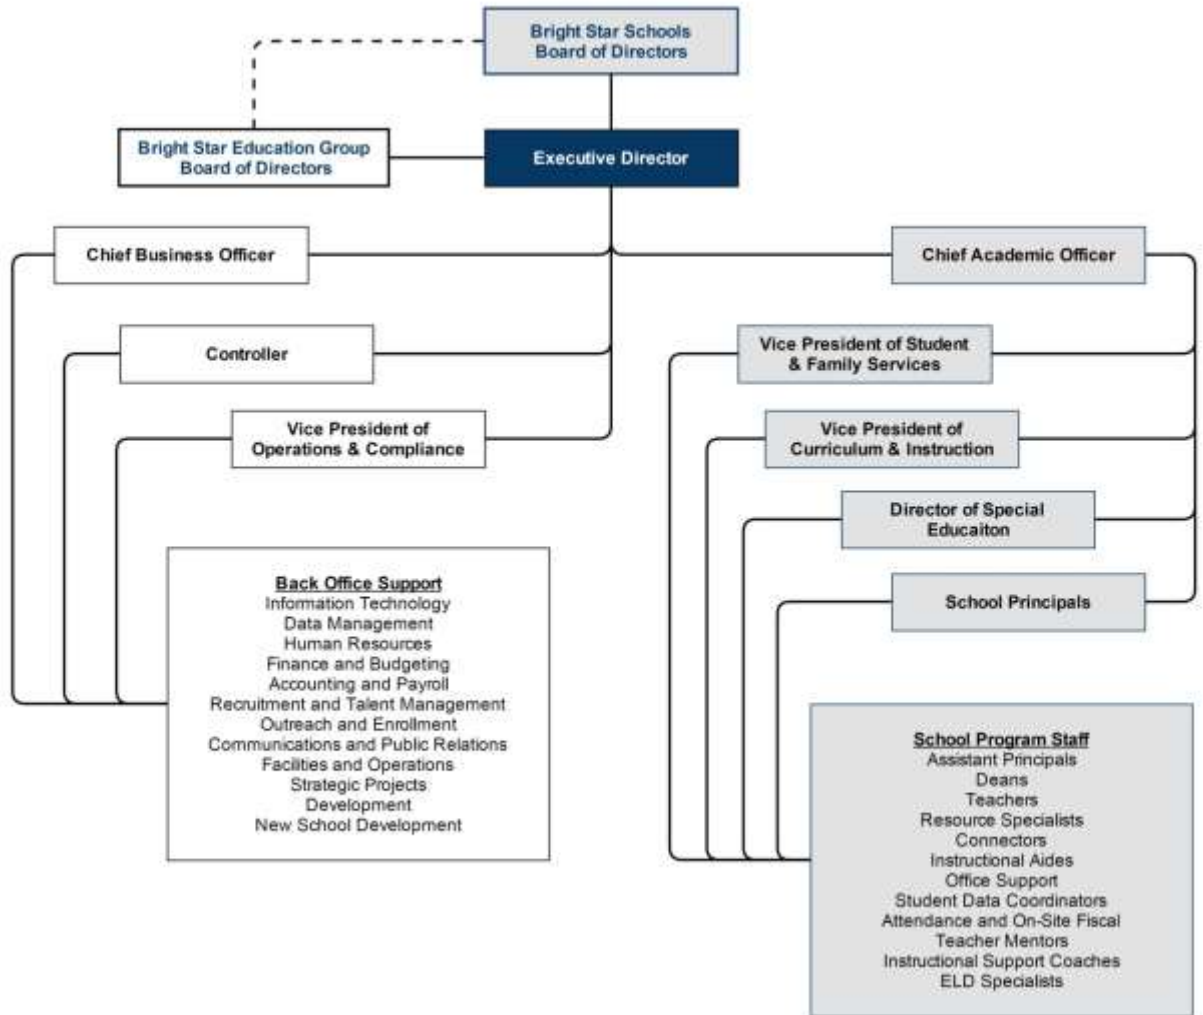 Bright Star Schools
Board of Directors
Bright Star Education Group
Board of Directors
Executive Director
Chief Business Officer
Chief Academic Officer
Controller
Vice President of Student
& Family Services
Vice President of
Operations & Compliance
Vice President of
Curriculum & Instruction
Director of Special
Educaiton
School Principals
Back Office Support
Information Technology
Data Management
Human Resources
Finance and Budgeting
Accounting and Payroll
Recruitment and Talent Management
Outreach and Enrollment
Communications and Public Relations
Facilities and Operations
Strategic Projects
Development
New School Development
School Program Staff
Assistant Principals
Deans
Teachers
Resource Specialists
Connectors
Instructional Aides
Office Support
Student Data Coordinators
Attendance and On-Site Fiscal
Teacher Mentors
Instructional Support Coaches
ELD Specialists